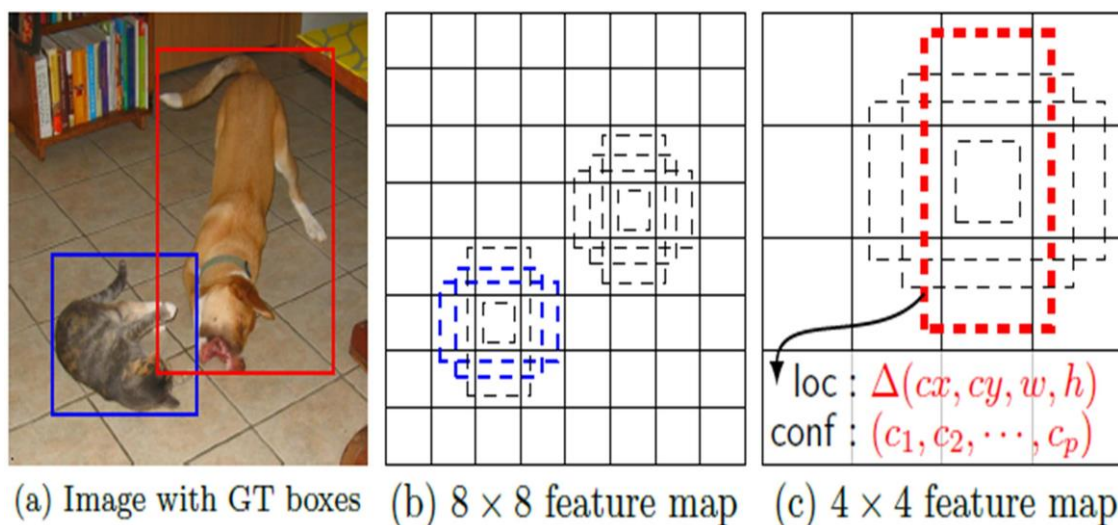 loc : Δ(cx, cy, w, h)
conf : (c₁, c₂, ⋯, cₚ)
(a) Image with GT boxes
(b) 8 × 8 feature map
(c) 4 × 4 feature map